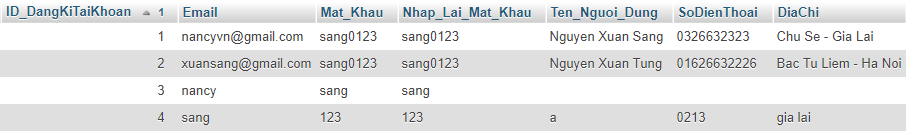 ID_DangKiTaiKhoan 1 Email Mat_Khau Nhap_Lai_Mat_Khau Ten_Nguoi_Dung SoDienThoai DiaChi
1 nancyvn@gmail.com sang0123 sang0123 Nguyen Xuan Sang 0326632323 Chu Se - Gia Lai
2 xuansang@gmail.com sang0123 sang0123 Nguyen Xuan Tung 01626632226 Bac Tu Liem - Ha Noi
3 nancy sang sang
4 sang 123 123 a 0213 gia lai